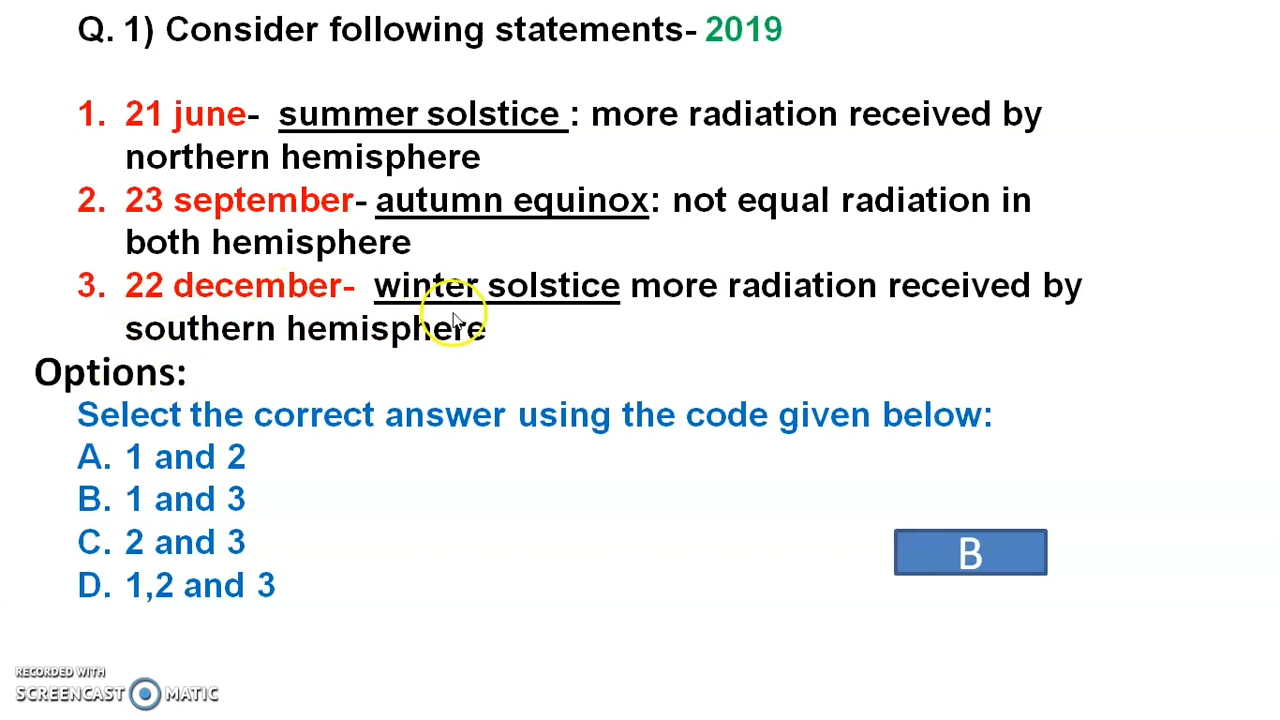 Q. 1) Consider following statements- 2019
1. 21 june- summer solstice : more radiation received by
northern hemisphere
2. 23 september- autumn equinox: not equal radiation in
both hemisphere
3. 22 december- winter solstice more radiation received by
southern hemisphere
Options:
Select the correct answer using the code given below:
A. 1 and 2
B. 1 and 3
C. 2 and 3
B
D. 1,2 and 3
RECORDED WITH
SCREENCAST MATIC